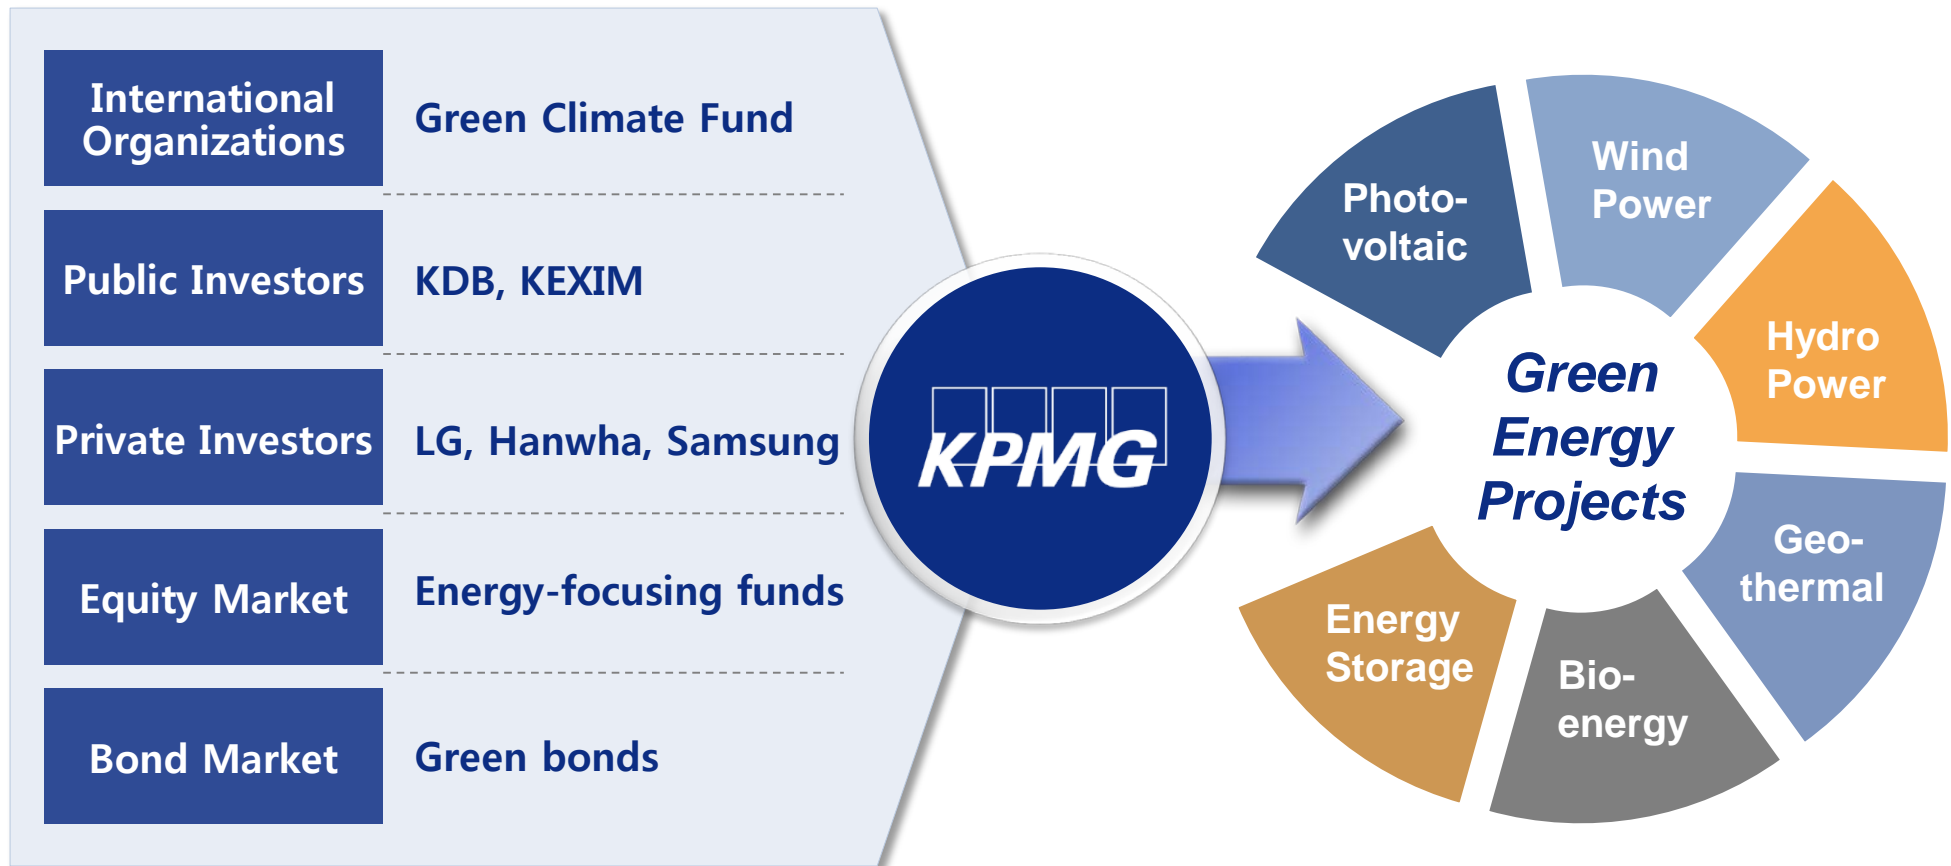 International
Organizations
Green Climate Fund
Public Investors
KDB, KEXIM
Private Investors
LG, Hanwha, Samsung
Equity Market
Energy-focusing funds
Bond Market
Green bonds
KPMG
Photo-
voltaic
Wind
Power
Hydro
Power
Geo-
thermal
Bio-
energy
Energy
Storage
Green
Energy
Projects